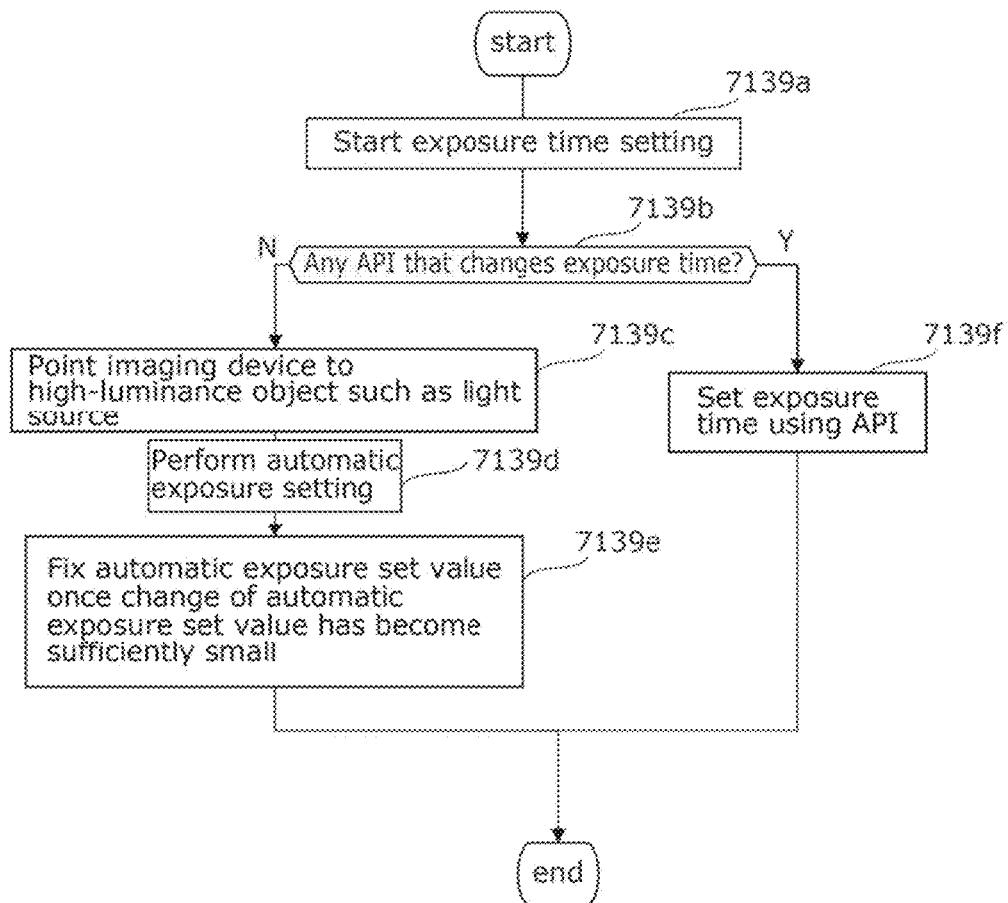 start
7139a
Start exposure time setting
7139b
N
Any API that changes exposure time?
Y
7139c
Point imaging device to
high-luminance object such as light
source
7139f
Set exposure
time using API
Perform automatic
exposure setting
7139d
7139e
Fix automatic exposure set value
once change of automatic
exposure set value has become
sufficiently small
end